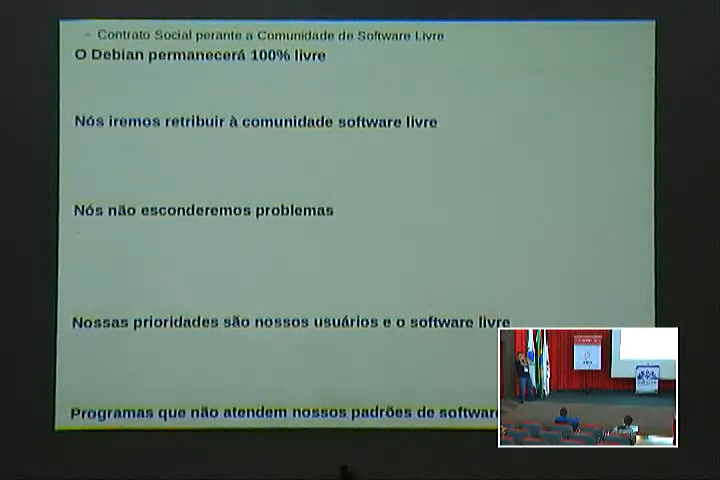 – Contrato Social perante a Comunidade de Software Livre
O Debian permanecerá 100% livre
Nós iremos retribuir à comunidade software livre
Nós não esconderemos problemas
Nossas prioridades são nossos usuários e o software livre
Programas que não atendem nossos padrões de software